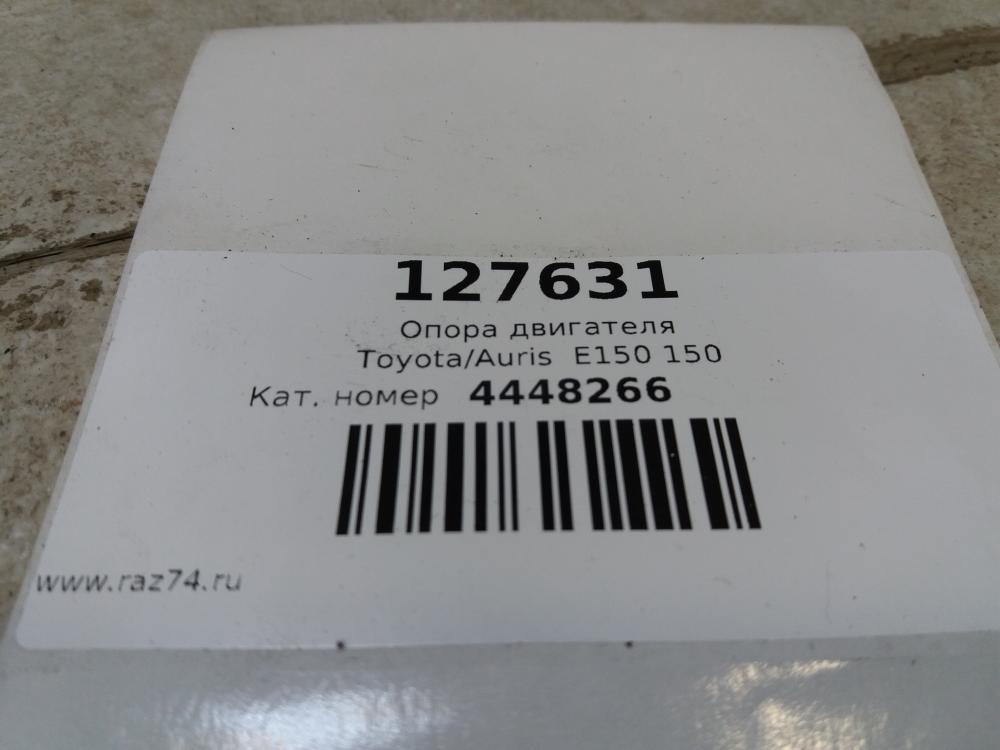 127631
Опора двигателя
Toyota/Auris E150 150
Кат. номер 4448266
www.raz74.ru